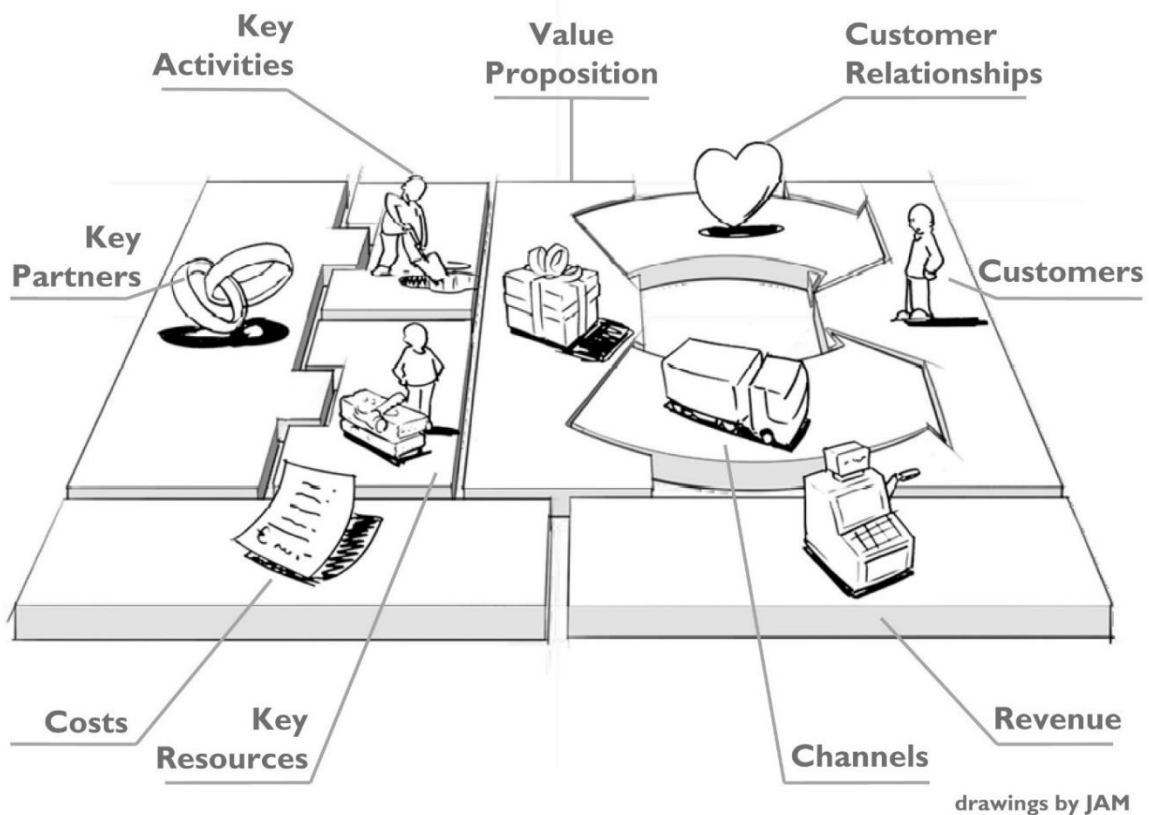 Key
Activities
Value
Proposition
Customer
Relationships
Key
Partners
Customers
Costs
Key
Resources
Channels
Revenue
drawings by JAM